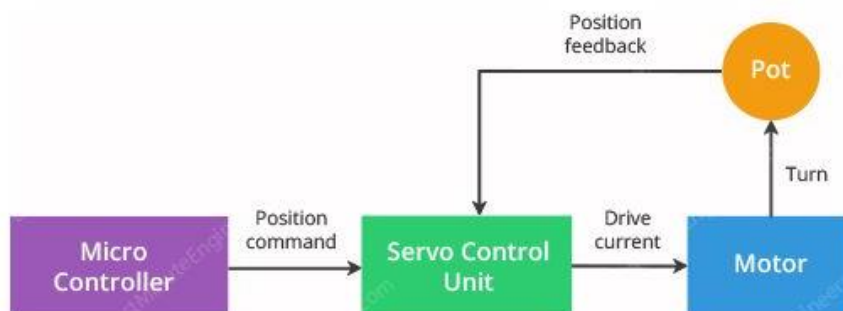 Position
feedback
Pot
Turn
Position
command
Drive
current
Micro
Controller
Servo Control
Unit
Motor